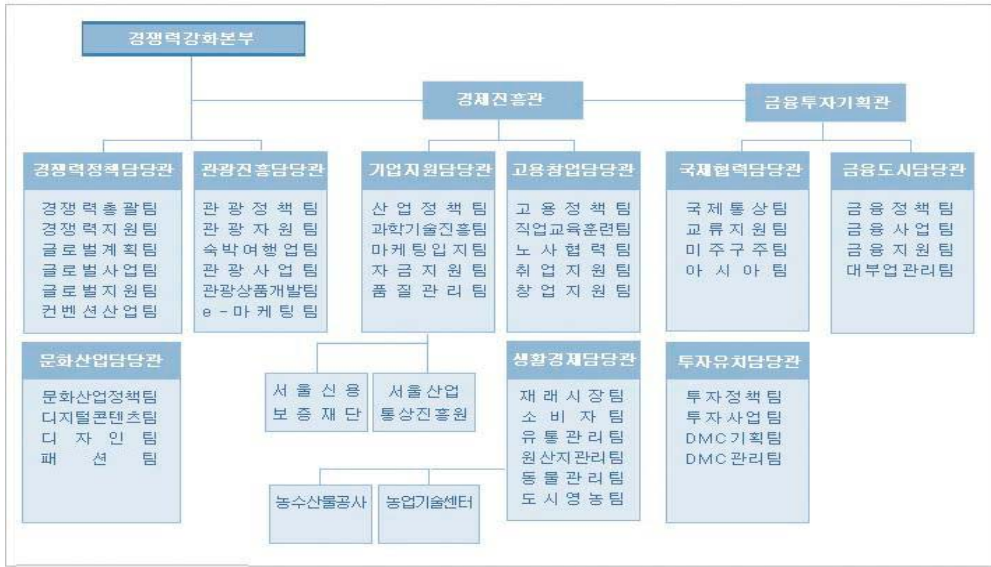 경쟁력강화본부
경제진흥관
금융투자기획관
경쟁력정책담당관
경쟁력총괄팀
경쟁력지원팀
글로벌계획팀
글로벌사업팀
글로벌지원팀
컨벤션산업팀
관광진흥담당관
관광정책팀
관광자원팀
숙박여행업팀
관광사업팀
관광상품개발팀
e-마케팅팀
기업지원담당관
산업정책팀
과학기술진흥팀
마케팅입지팀
자금지원팀
품질관리팀
고용창업담당관
고용정책팀
직업교육훈련팀
노사협력팀
취업지원팀
창업지원팀
국제협력담당관
국제통상팀
교류지원팀
미주구주팀
아시아팀
금융도시담당관
금융정책팀
금융사업팀
금융지원팀
대부업관리팀
문화산업담당관
문화산업정책팀
디지털콘텐츠팀
디자인팀
패션팀
서울신용
보증재단
서울산업
통상진흥원
생활경제담당관
재래시장팀
소비자팀
유통관리팀
원산지관리팀
동물관리팀
도시영농팀
투자유치담당관
투자정책팀
투자사업팀
DMC기획팀
DMC관리팀
농수산물공사
농업기술센터